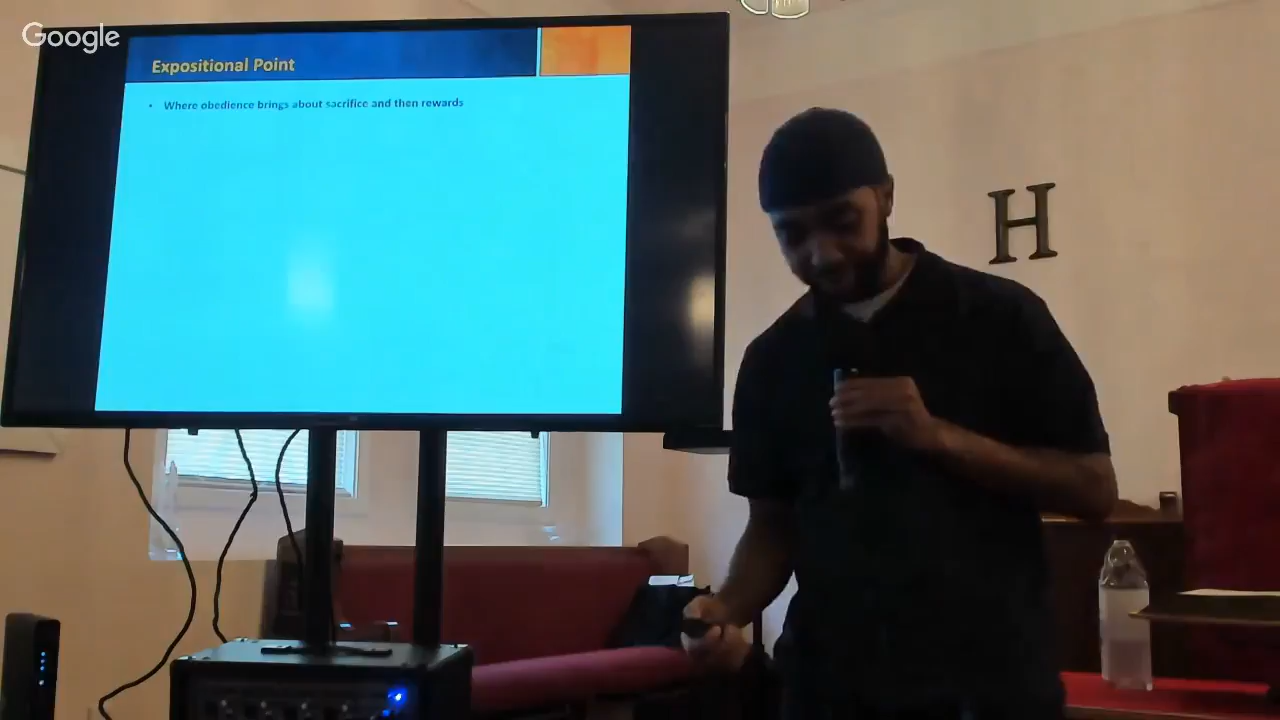 Google
Expositional Point
• Where obedience brings about sacrifice and then rewards
H